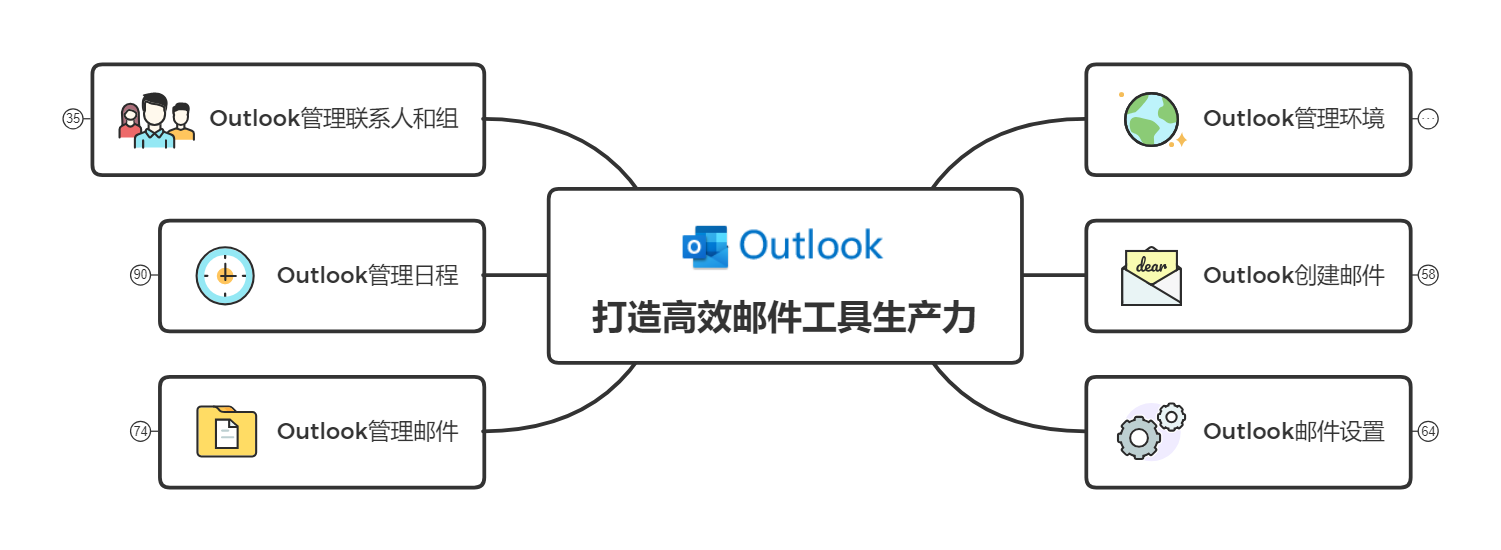 35
Outlook管理联系人和组
Outlook管理环境
...
Outlook
打造高效邮件工具生产力
90
Outlook管理日程
dear
Outlook创建邮件
58
74
Outlook管理邮件
Outlook邮件设置
64